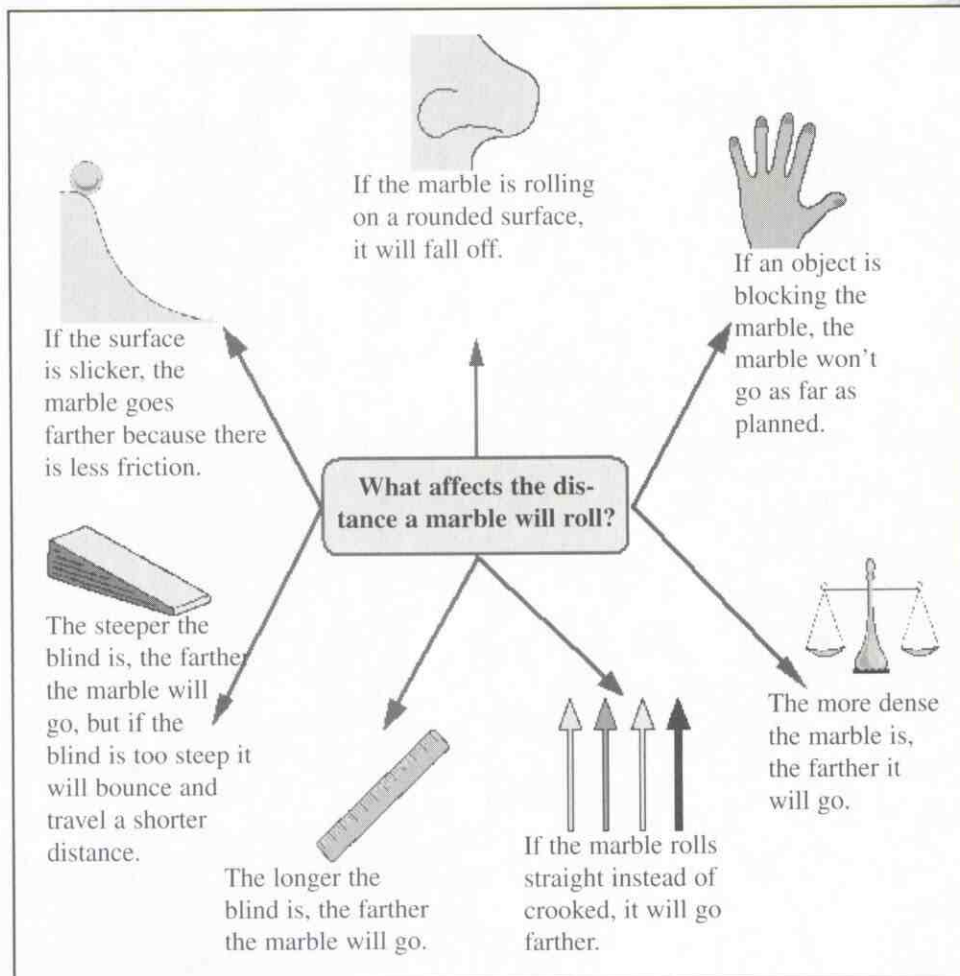 If the marble is rolling
on a rounded surface,
it will fall off.
If an object is
blocking the
marble, the
marble won't
go as far as
planned.
If the surface
is slicker, the
marble goes
farther because there
is less friction.
What affects the dis-
tance a marble will roll?
The steeper the
blind is, the farther
the marble will
go, but if the
blind is too steep it
will bounce and
travel a shorter
distance.
The longer the
blind is, the farther
the marble will go.
If the marble rolls
straight instead of
crooked, it will go
farther.
The more dense
the marble is,
the farther it
will go.